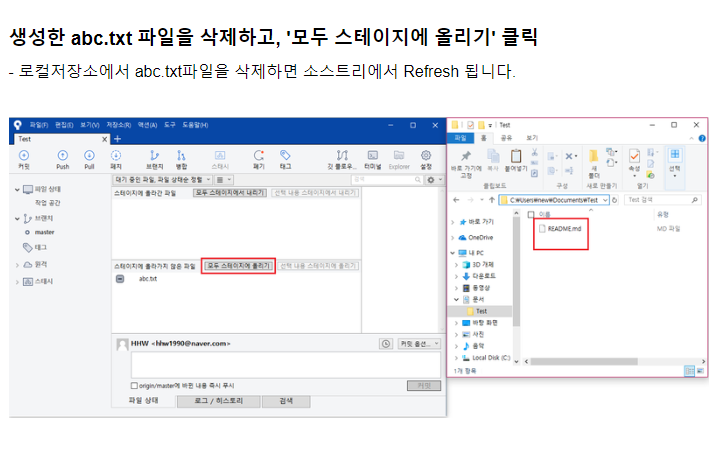 생성한 abc.txt 파일을 삭제하고, '모두 스테이지에 올리기' 클릭
- 로컬저장소에서 abc.txt파일을 삭제하면 소스트리에서 Refresh 됩니다.
파일(F) 편집(E) 보기(V) 저장소(R) 액션(A) 도구 도움말(H)
Test
커밋 Push Pull 패치 브랜치 병합 스태시 폐기 태그 깃 플로우... 터미널 Explorer 설정
파일 상태
작업 공간
브랜치
master
태그
원격
스태시
대기 중인 파일, 파일 상태순 정렬
검색
스테이지에 올라간 파일 모두 스테이지에서 내리기 선택 내용 스테이지에서 내리기
스테이지에 올라가지 않은 파일 모두 스테이지에 올리기 선택 내용 스테이지에 올리기
abc.txt
HHW <hhw1990@naver.com>
커밋 옵션...
origin/master에 바뀐 내용 즉시 푸시
커밋
파일 상태 로그 / 히스토리 검색
Test
파일 홈 공유 보기
바로 가기에 고정 복사 붙여넣기 새 폴더 속성 선택
클립보드 구성 새로 만들기 열기
C:₩Users₩new₩Documents₩Test
Test 검색
이름 유형
README.md MD 파일
바로 가기
OneDrive
내 PC
3D 개체
다운로드
동영상
문서
Test
바탕 화면
사진
음악
Local Disk (C:)
1개 항목